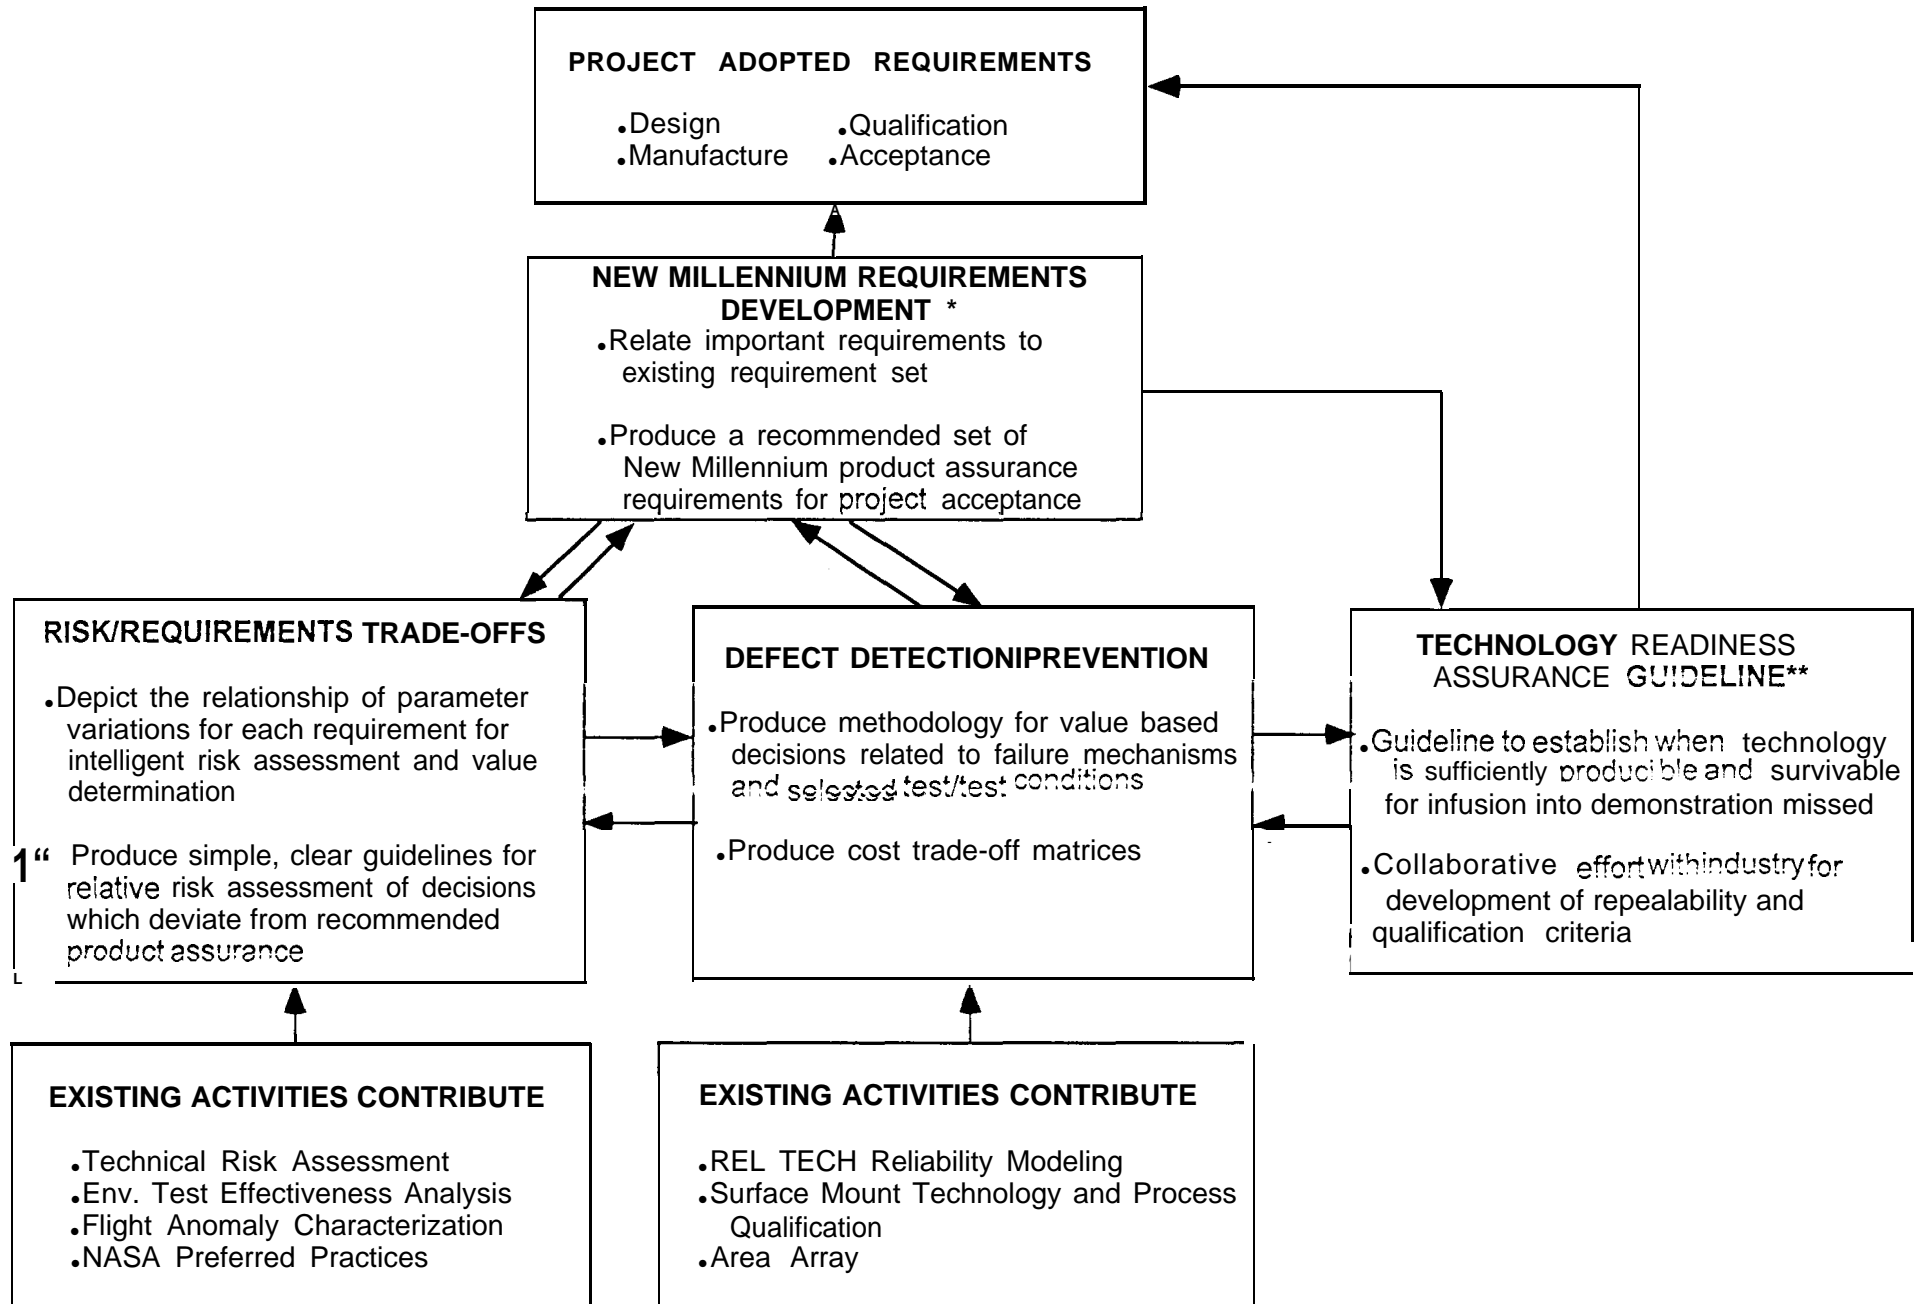 PROJECT ADOPTED REQUIREMENTS
.Design .Qualification
.Manufacture .Acceptance
NEW MILLENNIUM REQUIREMENTS
DEVELOPMENT *
.Relate important requirements to
existing requirement set
.Produce a recommended set of
New Millennium product assurance
requirements for project acceptance
RISK/REQUIREMENTS TRADE-OFFS
.Depict the relationship of parameter
variations for each requirement for
intelligent risk assessment and value
determination
1“ Produce simple, clear guidelines for
relative risk assessment of decisions
which deviate from recommended
product assurance
DEFECT DETECTIONIPREVENTION
.Produce methodology for value based
decisions related to failure mechanisms
and selected test/test conditions
.Produce cost trade-off matrices
TECHNOLOGY READINESS
ASSURANCE GUIDELINE**
.Guideline to establish when technology
is sufficiently producible and survivable
for infusion into demonstration missed
.Collaborative effort with industry for
development of repealability and
qualification criteria
EXISTING ACTIVITIES CONTRIBUTE
.Technical Risk Assessment
.Env. Test Effectiveness Analysis
.Flight Anomaly Characterization
.NASA Preferred Practices
EXISTING ACTIVITIES CONTRIBUTE
.REL TECH Reliability Modeling
.Surface Mount Technology and Process
Qualification
.Area Array